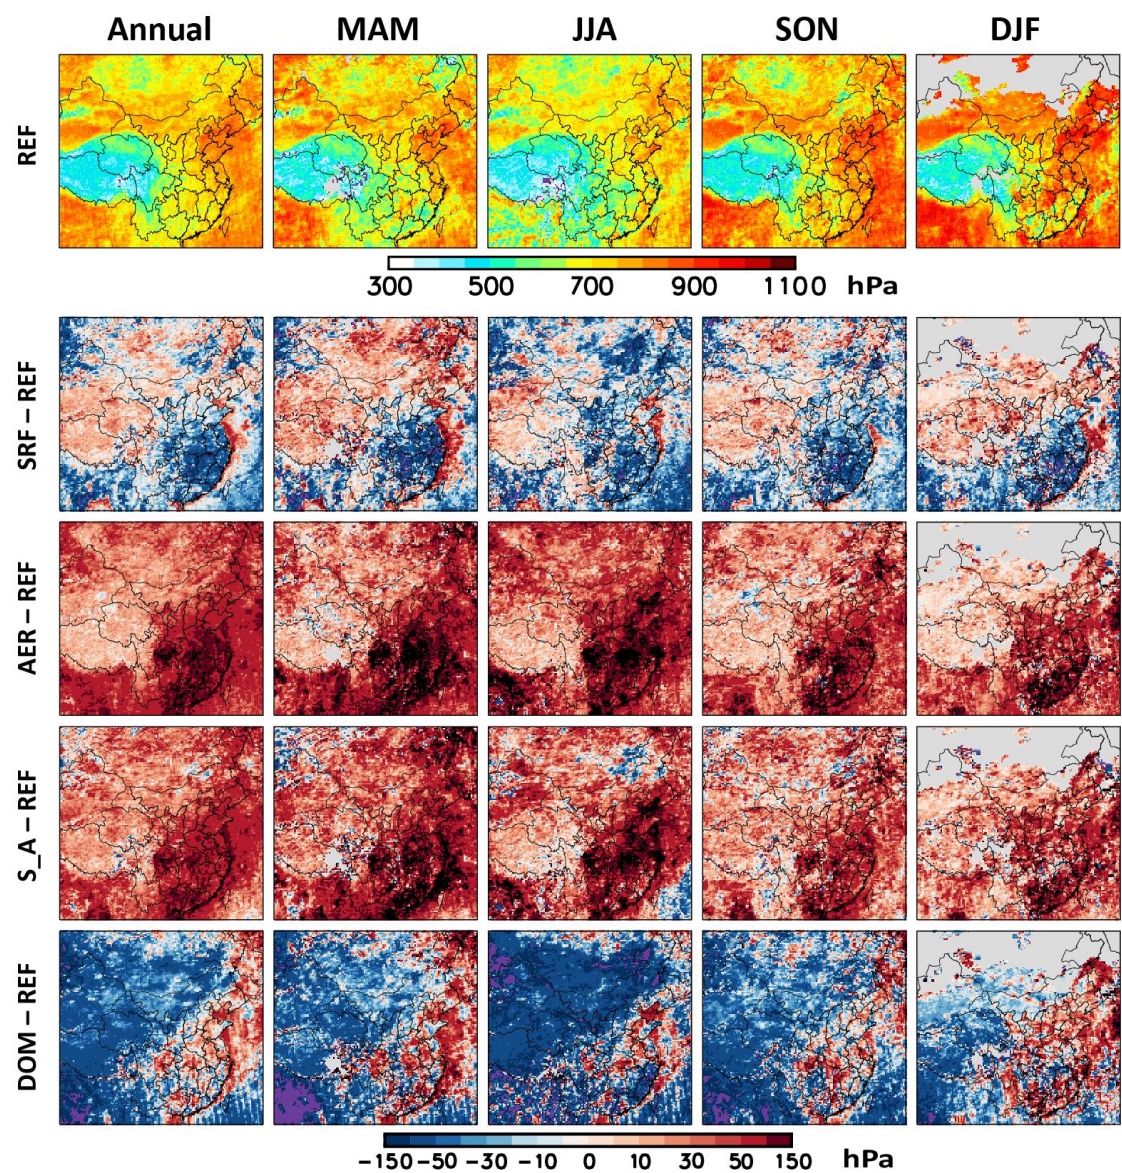 Annual MAM JJA SON DJF
REF
300 500 700 900 1100 hPa
SRF – REF
AER – REF
S_A – REF
DOM – REF
−150 −50 −30 −10 0 10 30 50 150 hPa